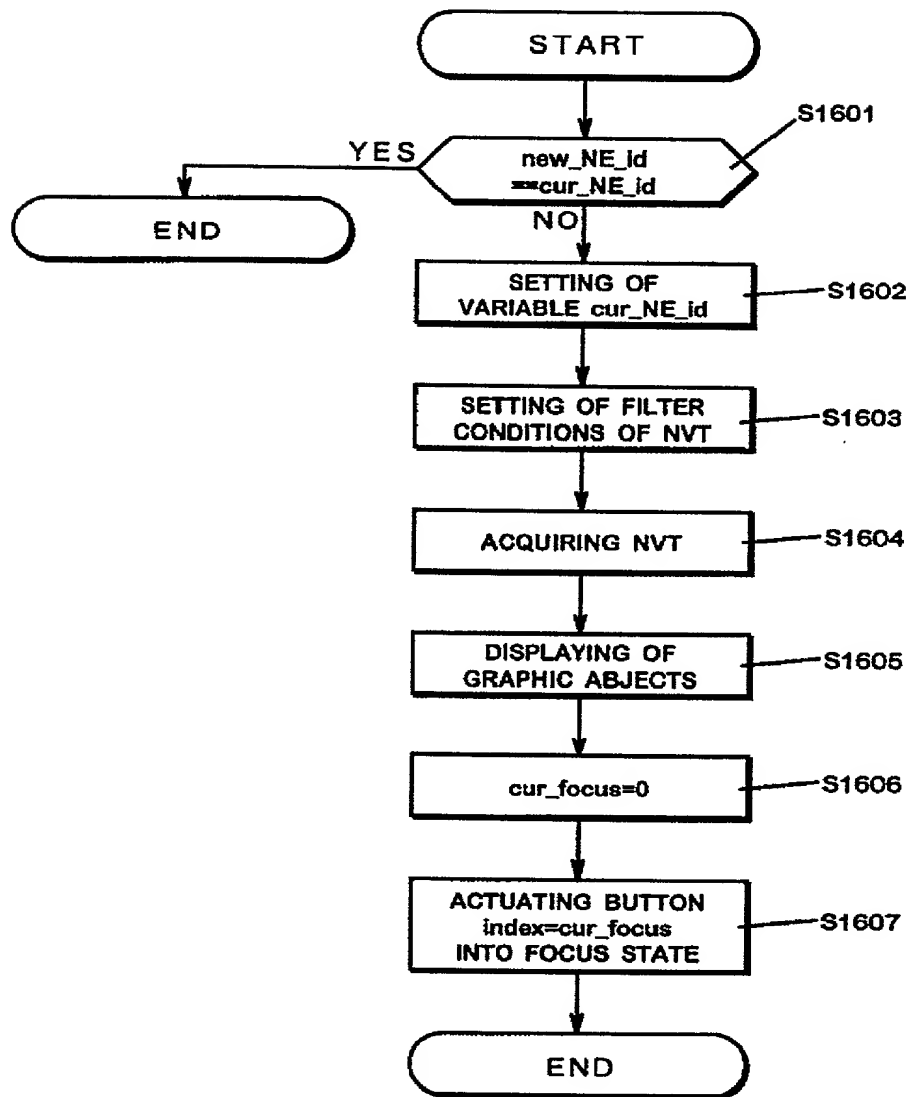 START
S1601
new_NE_id
==cur_NE_id
YES
END
NO
SETTING OF
VARIABLE cur_NE_id
S1602
SETTING OF FILTER
CONDITIONS OF NVT
S1603
ACQUIRING NVT
S1604
DISPLAYING OF
GRAPHIC ABJECTS
S1605
cur_focus=0
S1606
ACTUATING BUTTON
index=cur_focus
INTO FOCUS STATE
S1607
END